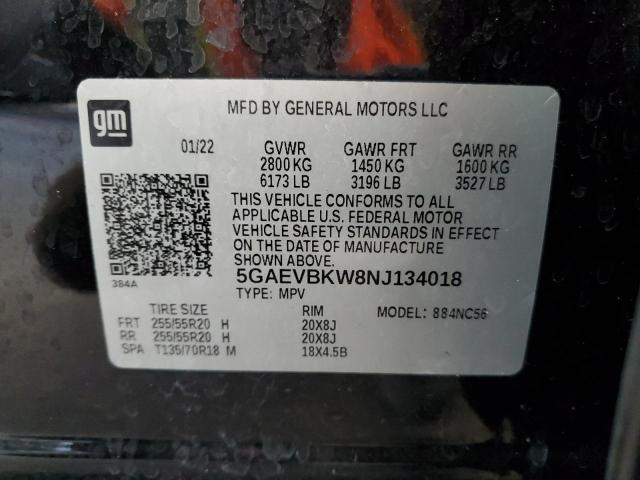 gm
MFD BY GENERAL MOTORS LLC
01/22 GVWR GAWR FRT GAWR RR
2800 KG 1450 KG 1600 KG
6173 LB 3196 LB 3527 LB
THIS VEHICLE CONFORMS TO ALL
APPLICABLE U.S. FEDERAL MOTOR
VEHICLE SAFETY STANDARDS IN EFFECT
ON THE DATE OF MANUFACTURE
SHOWN ABOVE.
384A
5GAEVBKW8NJ134018
TYPE: MPV
TIRE SIZE RIM MODEL: 884NC56
FRT 255/55R20 H 20X8J
RR 255/55R20 H 20X8J
SPA T135/70R18 M 18X4.5B